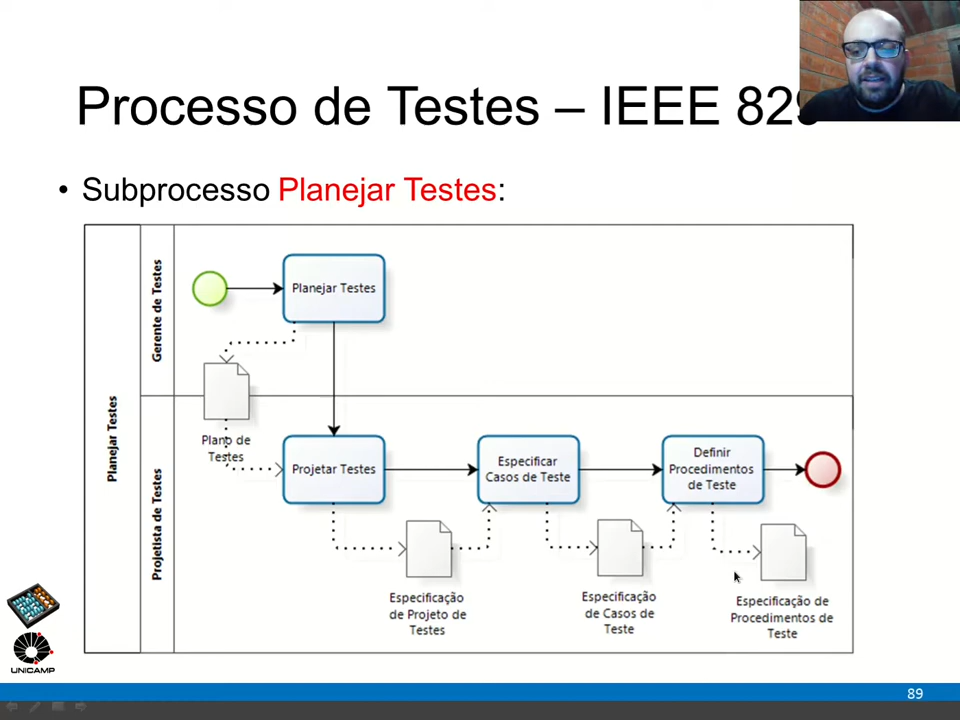 Processo de Testes – IEEE 829
• Subprocesso Planejar Testes:
Planejar Testes
Gerente de Testes
Planejar Testes
Plano de
Testes
Projetista de Testes
Projetar Testes
Especificar
Casos de Teste
Definir
Procedimentos
de Teste
Especificação
de Projeto de
Testes
Especificação
de Casos de
Teste
Especificação de
Procedimentos de
Teste
UNICAMP
89